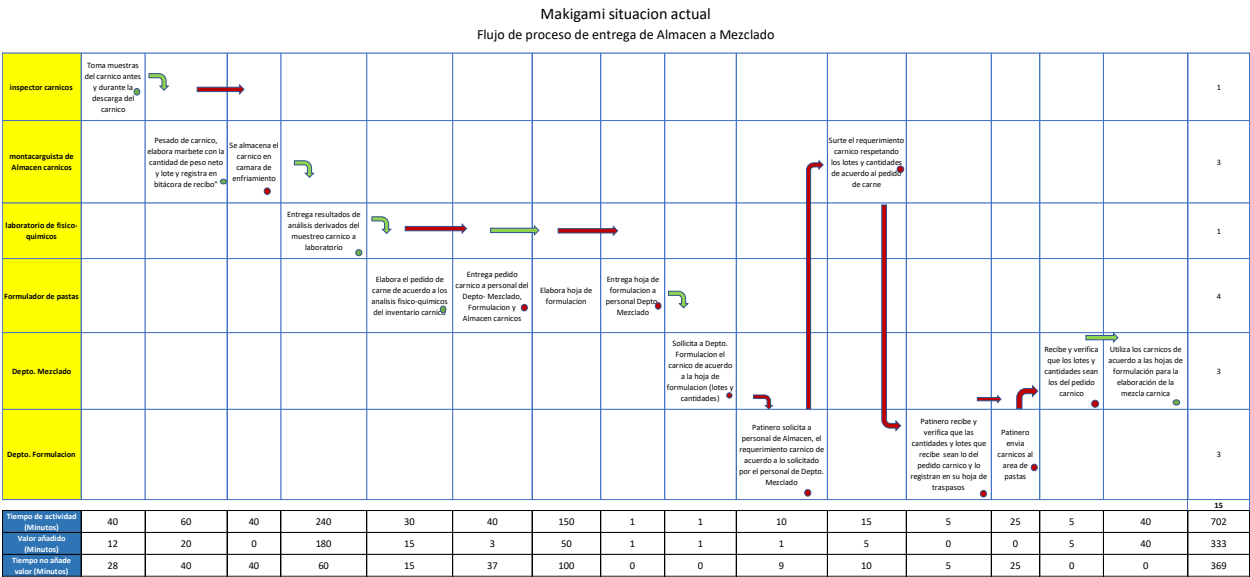 Makigami situacion actual
Flujo de proceso de entrega de Almacen a Mezclado
inspector carnicos
Toma muestras
del carnico antes
y durante la
descarga del
carnico
1
montacarguista de
Almacen carnicos
Pesado de carnico,
elabora marbete con la
cantidad de peso neto
y lote y registra en
bitácora de recibo"
Se almacena el
carnico en
camara de
enfriamiento
Surte el requerimiento
carnico respetando
los lotes y cantidades
de acuerdo al pedido
de carne
3
laboratorio de fisico-
quimicos
Entrega resultados de
análisis derivados del
muestreo carnico a
laboratorio
1
Formulador de pastas
Elabora el pedido de
carne de acuerdo a los
analisis fisico-quimicos
del inventario carnico
Entrega pedido
carnico a personal del
Depto- Mezclado,
Formulacion y
Almacen carnicos
Elabora hoja de
formulacion
Entrega hoja de
formulacion a
personal Depto.
Mezclado
4
Depto. Mezclado
Sollicita a Depto.
Formulacion el
carnico de acuerdo
a la hoja de
formulacion (lotes y
cantidades)
Recibe y verifica
que los lotes y
cantidades sean
los del pedido
carnico
Utiliza los carnicos de
acuerdo a las hojas de
formulación para la
elaboración de la
mezcla carnica
3
Depto. Formulacion
Patinero solicita a
personal de Almacen, el
requerimiento carnico de
acuerdo a lo solicitado
por el personal de Depto.
Mezclado
Patinero recibe y
verifica que las
cantidades y lotes que
recibe sean lo del
pedido carnico y lo
registran en su hoja de
traspasos
Patinero
envia
carnicos al
area de
pastas
3
15
Tiempo de actividad
(Minutos)
40 60 40 240 30 40 150 1 1 10 15 5 25 5 40 702
Valor añadido
(Minutos)
12 20 0 180 15 3 50 1 1 1 5 0 0 5 40 333
Tiempo no añade
valor (Minutos)
28 40 40 60 15 37 100 0 0 9 10 5 25 0 0 369